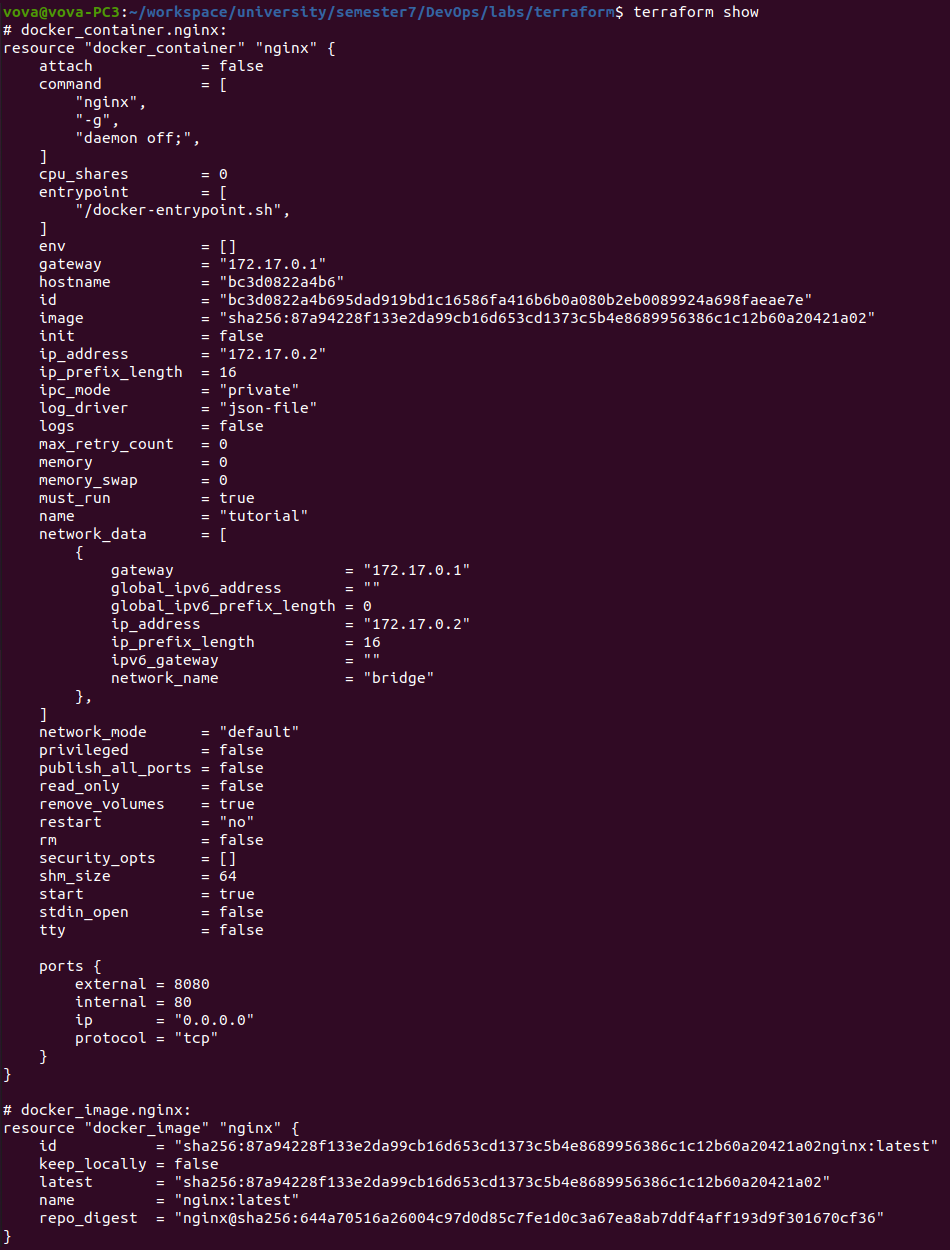 vova@vova-PC3:~/workspace/university/semester7/DevOps/labs/terraform$ terraform show
# docker_container.nginx:
resource "docker_container" "nginx" {
    attach            = false
    command           = [
        "nginx",
        "-g",
        "daemon off;",
    ]
    cpu_shares        = 0
    entrypoint        = [
        "/docker-entrypoint.sh",
    ]
    env               = []
    gateway           = "172.17.0.1"
    hostname          = "bc3d0822a4b6"
    id                = "bc3d0822a4b695dad919bd1c16586fa416b6b0a080b2eb0089924a698faeae7e"
    image             = "sha256:87a94228f133e2da99cb16d653cd1373c5b4e8689956386c1c12b60a20421a02"
    init              = false
    ip_address        = "172.17.0.2"
    ip_prefix_length  = 16
    ipc_mode          = "private"
    log_driver        = "json-file"
    logs              = false
    max_retry_count   = 0
    memory            = 0
    memory_swap       = 0
    must_run          = true
    name              = "tutorial"
    network_data      = [
        {
            gateway                   = "172.17.0.1"
            global_ipv6_address       = ""
            global_ipv6_prefix_length = 0
            ip_address                = "172.17.0.2"
            ip_prefix_length          = 16
            ipv6_gateway              = ""
            network_name              = "bridge"
        },
    ]
    network_mode      = "default"
    privileged        = false
    publish_all_ports = false
    read_only         = false
    remove_volumes    = true
    restart           = "no"
    rm                = false
    security_opts     = []
    shm_size          = 64
    start             = true
    stdin_open        = false
    tty               = false

    ports {
        external = 8080
        internal = 80
        ip       = "0.0.0.0"
        protocol = "tcp"
    }
}

# docker_image.nginx:
resource "docker_image" "nginx" {
    id           = "sha256:87a94228f133e2da99cb16d653cd1373c5b4e8689956386c1c12b60a20421a02nginx:latest"
    keep_locally = false
    latest       = "sha256:87a94228f133e2da99cb16d653cd1373c5b4e8689956386c1c12b60a20421a02"
    name         = "nginx:latest"
    repo_digest  = "nginx@sha256:644a70516a26004c97d0d85c7fe1d0c3a67ea8ab7ddf4aff193d9f301670cf36"
}